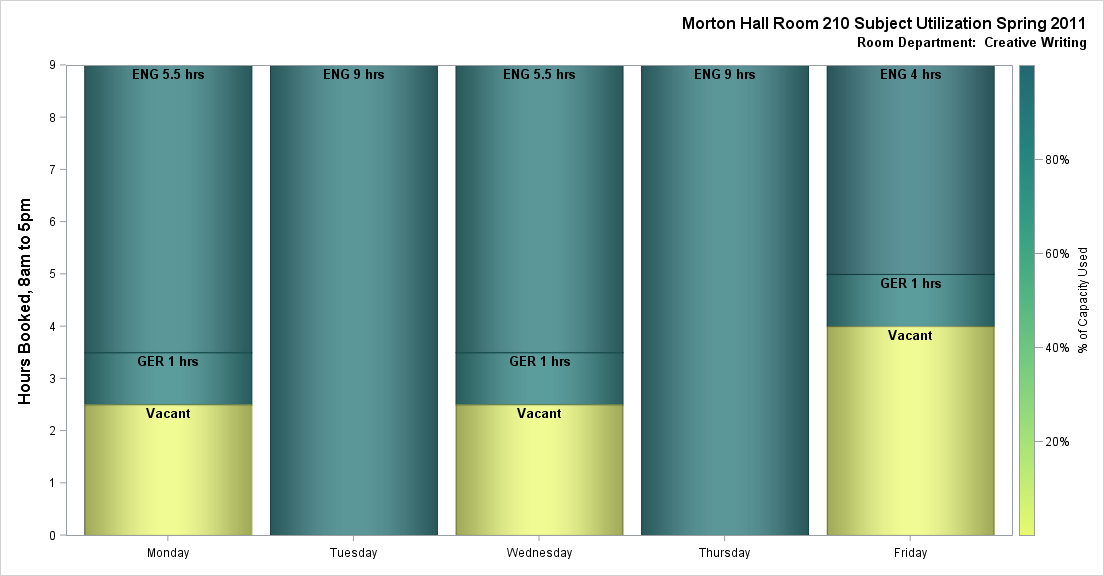 Morton Hall Room 210 Subject Utilization Spring 2011
Room Department:  Creative Writing
Hours Booked, 8am to 5pm
9
8
7
6
5
4
3
2
1
0
ENG 5.5 hrs
GER 1 hrs
Vacant
ENG 9 hrs
ENG 5.5 hrs
GER 1 hrs
Vacant
ENG 9 hrs
ENG 4 hrs
GER 1 hrs
Vacant
Monday
Tuesday
Wednesday
Thursday
Friday
80%
60%
40%
20%
% of Capacity Used